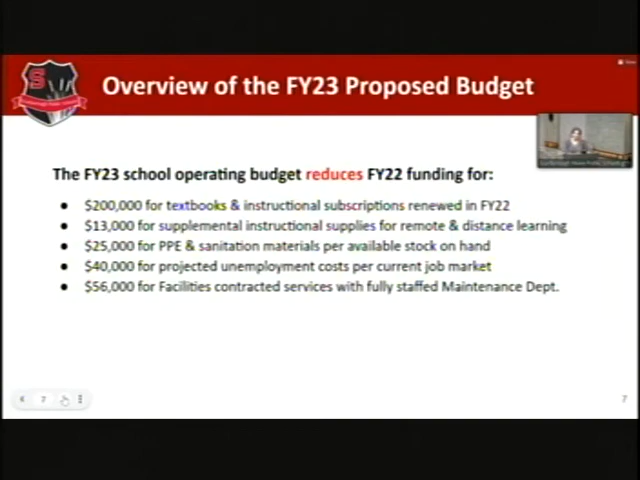 Overview of the FY23 Proposed Budget
S
The FY23 school operating budget reduces FY22 funding for:
● $200,000 for textbooks & instructional subscriptions renewed in FY22
● $13,000 for supplemental instructional supplies for remote & distance learning
● $25,000 for PPE & sanitation materials per available stock on hand
● $40,000 for projected unemployment costs per current job market
● $56,000 for Facilities contracted services with fully staffed Maintenance Dept.
7
7